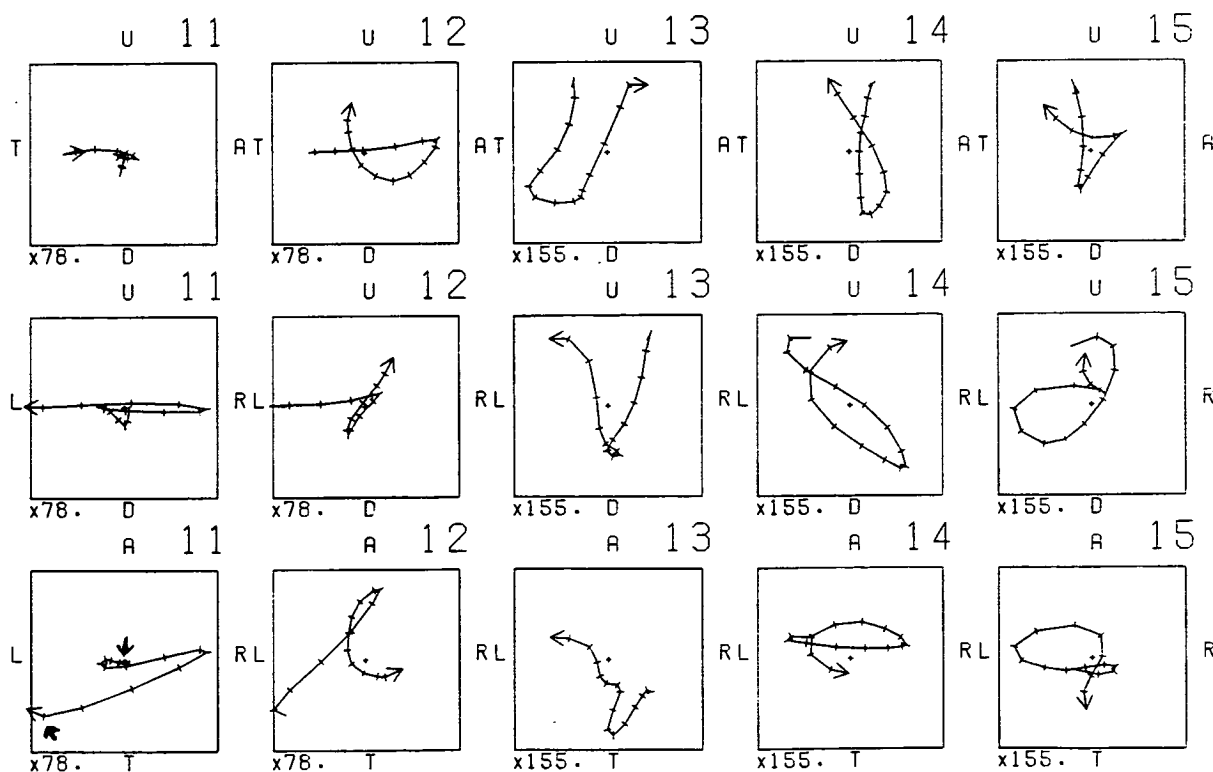 U 11 U 12 U 13 U 14 U 15
T AT AT AT AT A
x78. D x78. D x155. D x155. D x155. D
U 11 U 12 U 13 U 14 U 15
L RL RL RL RL R
x78. D x78. D x155. D x155. D x155. D
A 11 A 12 A 13 A 14 A 15
L RL RL RL RL R
x78. T x78. T x155. T x155. T x155. T